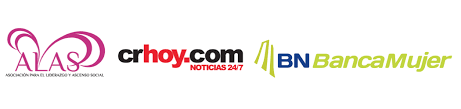 ALAS
ASOCIACIÓN PARA EL LIDERAZGO Y ASCENSO SOCIAL
crhoy.com
NOTICIAS 24/7
BN BancaMujer